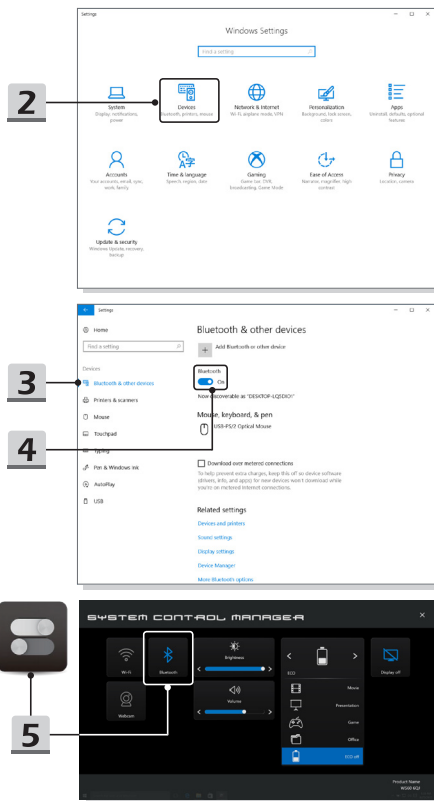 Settings
Windows Settings
Find a setting
2
System
Display, notifications,
power
Devices
Bluetooth, printers, mouse
Network & Internet
Wi-Fi, airplane mode, VPN
Personalization
Background, lock screen,
colors
Apps
Uninstall, defaults, optional
features
Accounts
Your accounts, email, sync,
work, family
Time & language
Speech, region, date
Gaming
Game bar, DVR,
broadcasting, Game Mode
Ease of Access
Narrator, magnifier, high
contrast
Privacy
Location, camera
Update & security
Windows Update, recovery,
backup
Settings
Home
Find a setting
Devices
3
Bluetooth & other devices
Printers & scanners
Mouse
Touchpad
4
Typing
Pen & Windows Ink
AutoPlay
USB
Bluetooth & other devices
Add Bluetooth or other device
Bluetooth
On
Now discoverable as
Mouse, keyboard, & pen
USB-PS/2 Optical Mouse
Download over metered connections
To help prevent extra charges, keep this off so device software
(drivers, info, and apps) for new devices won't download while
you're on metered Internet connections.
Related settings
Devices and printers
Sound settings
Display settings
Device Manager
More Bluetooth options
5
SYSTEM CONTROL MANAGER
Wi-Fi
Bluetooth
Brightness
ECO
Display off
Webcam
Volume
Movie
Presentation
Game
Office
ECO off
Product Name